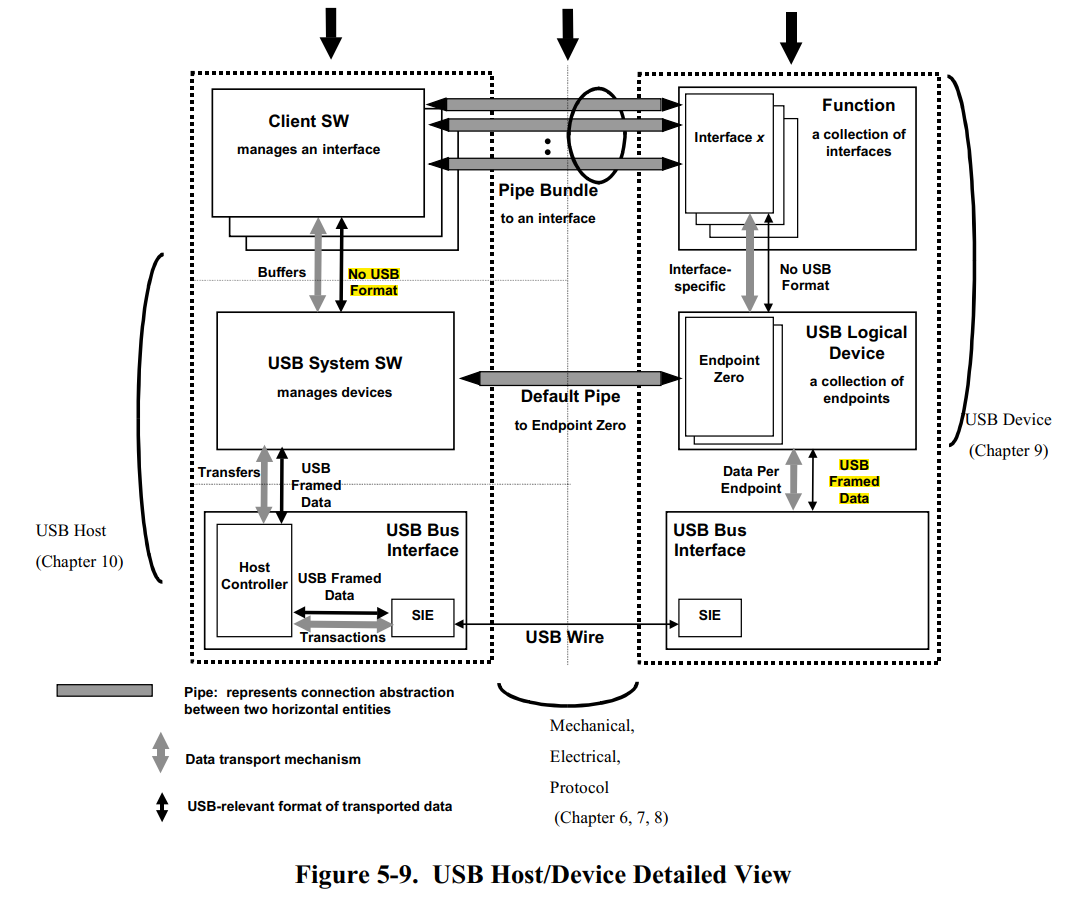 Client SW
manages an interface
Pipe Bundle
to an interface
Interface x
Function
a collection of
interfaces
Buffers
No USB
Format
Interface-
specific
No USB
Format
USB System SW
manages devices
Default Pipe
to Endpoint Zero
Endpoint
Zero
USB Logical
Device
a collection of
endpoints
USB Device
(Chapter 9)
Transfers
USB
Framed
Data
Data Per
Endpoint
USB
Framed
Data
USB Host
(Chapter 10)
Host
Controller
USB Bus
Interface
USB Framed
Data
Transactions
SIE
USB Wire
USB Bus
Interface
SIE
Pipe: represents connection abstraction
between two horizontal entities
Data transport mechanism
USB-relevant format of transported data
Mechanical,
Electrical,
Protocol
(Chapter 6, 7, 8)
Figure 5-9. USB Host/Device Detailed View